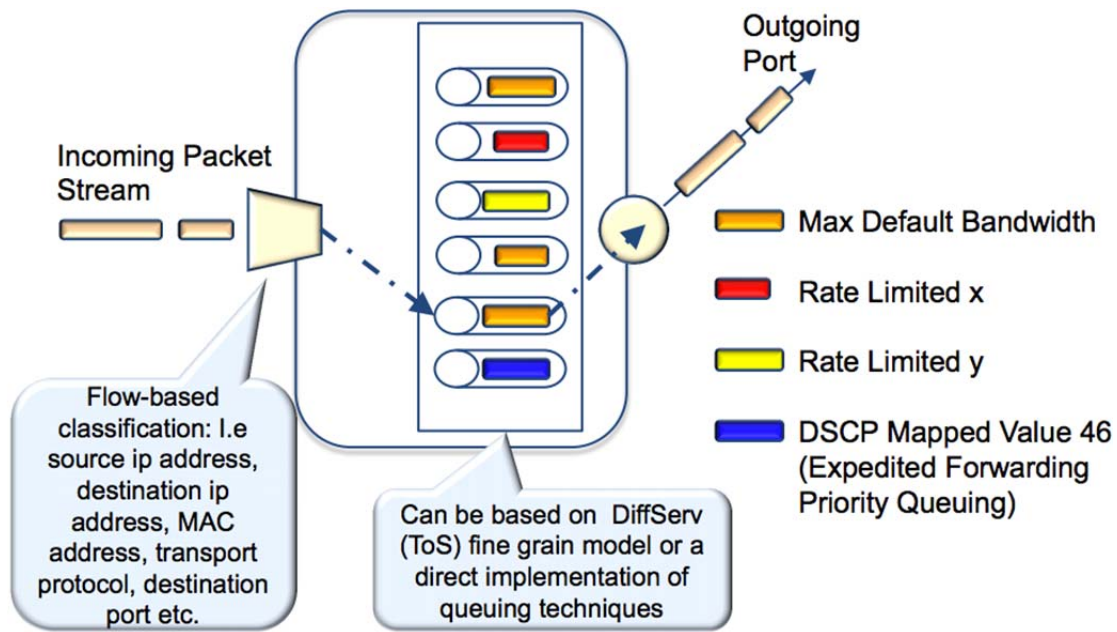 Outgoing
Port
Incoming Packet
Stream
Max Default Bandwidth
Rate Limited x
Rate Limited y
DSCP Mapped Value 46
(Expedited Forwarding
Priority Queuing)
Flow-based
classification: I.e
source ip address,
destination ip
address, MAC
address, transport
protocol, destination
port etc.
Can be based on DiffServ
(ToS) fine grain model or a
direct implementation of
queuing techniques